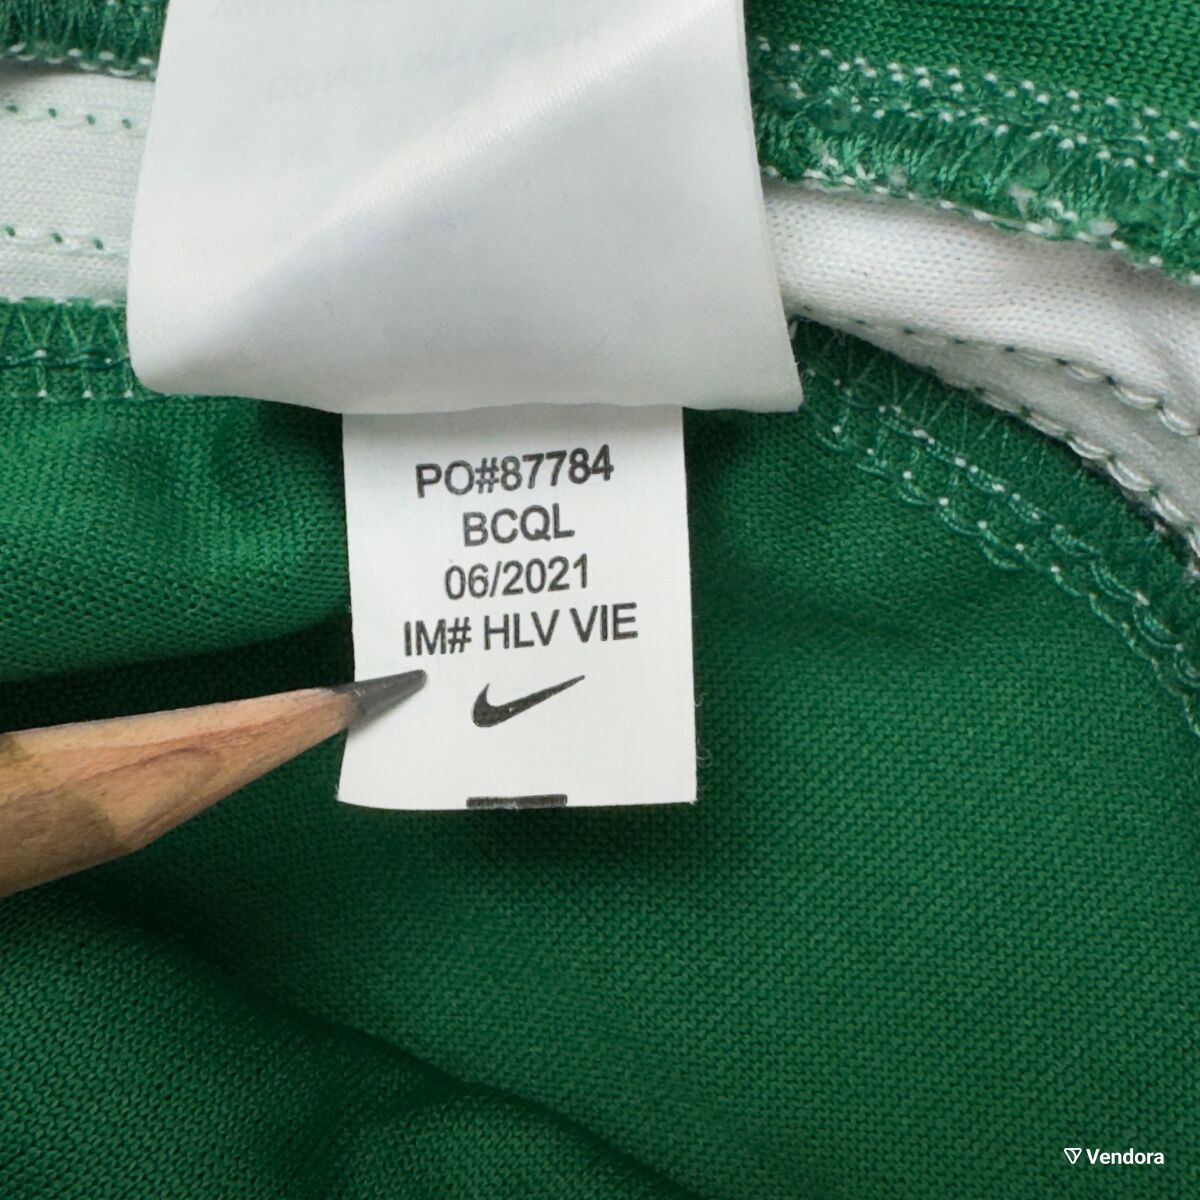 PO#87784
BCQL
06/2021
IM# HLV VIE
Vendora